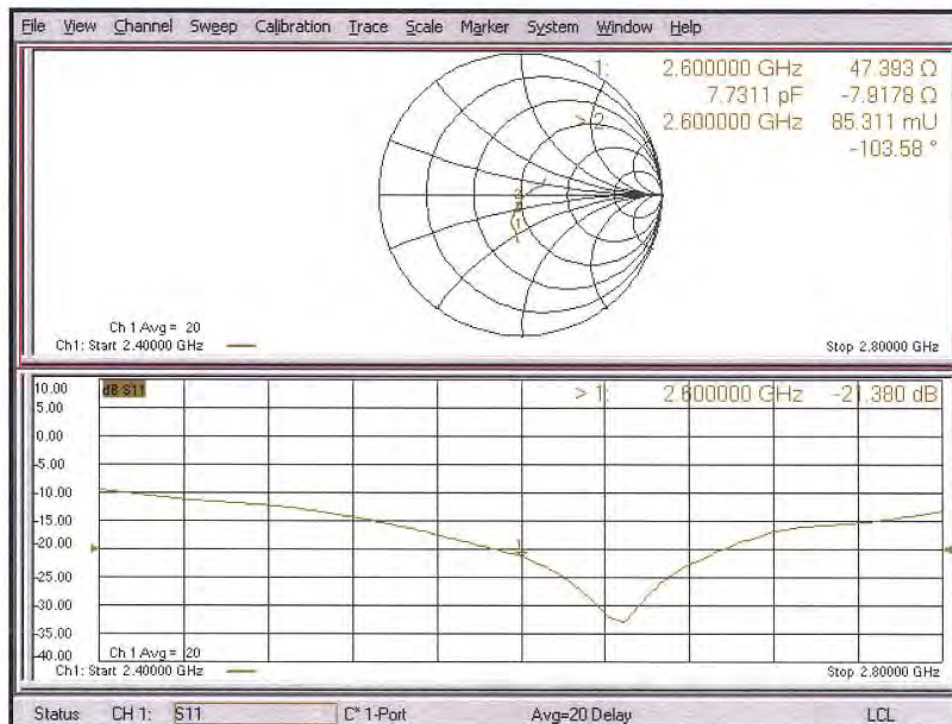 File View Channel Sweep Calibration Trace Scale Marker System Window Help
1: 2.600000 GHz 47.393 Ω
7.7311 pF -7.9178 Ω
> 2 2.600000 GHz 85.311 mU
-103.58 °
2
1
Ch 1 Avg = 20
Ch1: Start 2.40000 GHz
Stop 2.80000 GHz
10.00
dB S11
> 1: 2.600000 GHz -21.380 dB
5.00
0.00
-5.00
-10.00
-15.00
-20.00
1
-25.00
-30.00
-35.00
-40.00
Ch 1 Avg = 20
Ch1: Start 2.40000 GHz
Stop 2.80000 GHz
Status CH 1: S11 C* 1-Port Avg=20 Delay LCL